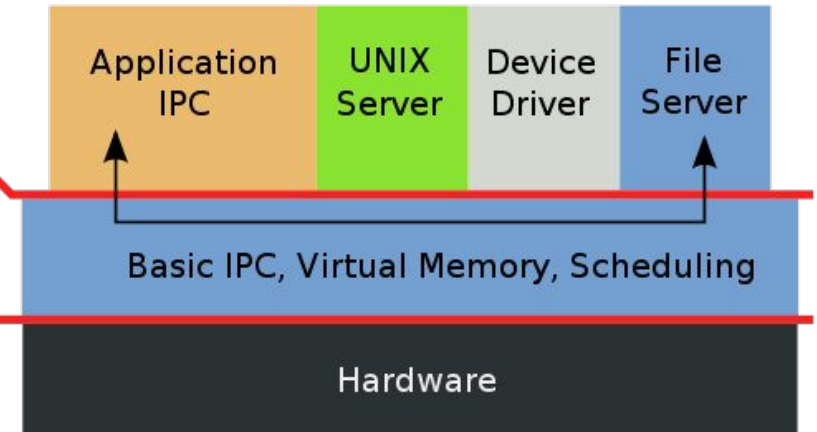 Application
IPC
UNIX
Server
Device
Driver
File
Server
Basic IPC, Virtual Memory, Scheduling
Hardware